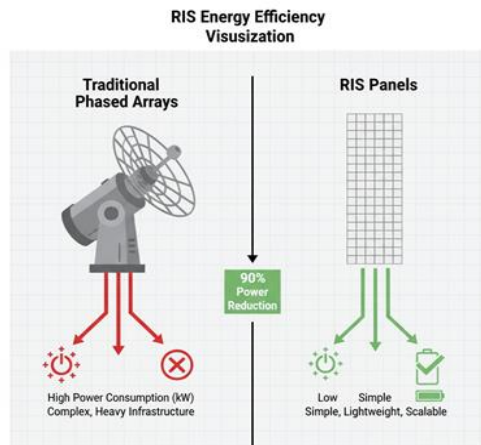 RIS Energy Efficiency
Visusization
Traditional
Phased Arrays
RIS Panels
90%
Power
Reduction
High Power Consumption (kW)
Complex, Heavy Infrastructure
Low Simple
Simple, Lightweight, Scalable